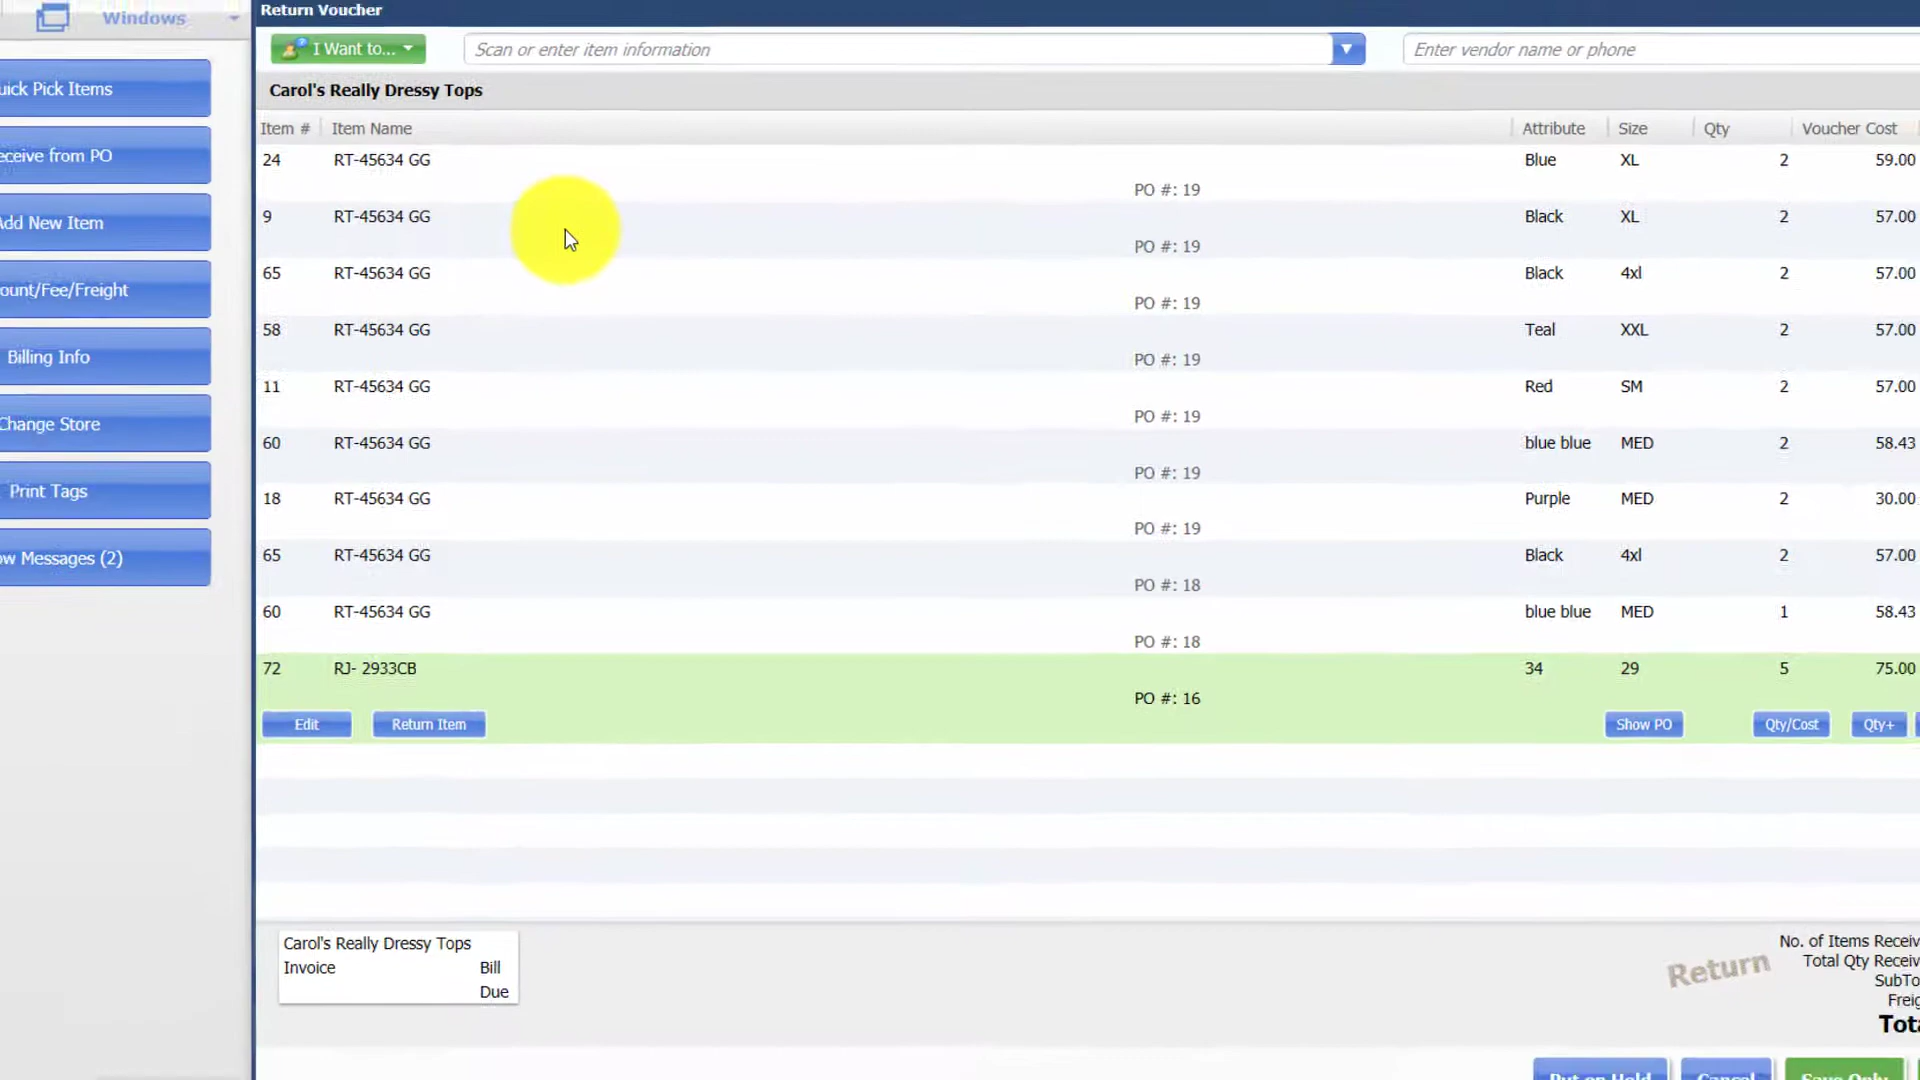 Windows
Return Voucher
I Want to...
Scan or enter item information
Enter vendor name or phone
uick Pick Items
eceive from PO
Add New Item
ount/Fee/Freight
Billing Info
Change Store
Print Tags
ow Messages (2)
Carol's Really Dressy Tops
Item # Item Name Attribute Size Qty Voucher Cost
24 RT-45634 GG Blue XL 2 59.00
PO #: 19
9 RT-45634 GG Black XL 2 57.00
PO #: 19
65 RT-45634 GG Black 4xl 2 57.00
PO #: 19
58 RT-45634 GG Teal XXL 2 57.00
PO #: 19
11 RT-45634 GG Red SM 2 57.00
PO #: 19
60 RT-45634 GG blue blue MED 2 58.43
PO #: 19
18 RT-45634 GG Purple MED 2 30.00
PO #: 19
65 RT-45634 GG Black 4xl 2 57.00
PO #: 18
60 RT-45634 GG blue blue MED 1 58.43
PO #: 18
72 RJ- 2933CB 34 29 5 75.00
PO #: 16
Edit Return Item Show PO Qty/Cost Qty+
Carol's Really Dressy Tops
Invoice Bill
Due
Return
No. of Items Receiv
Total Qty Receiv
SubTo
Freig
Tota
Put on Hold Cancel Save Only